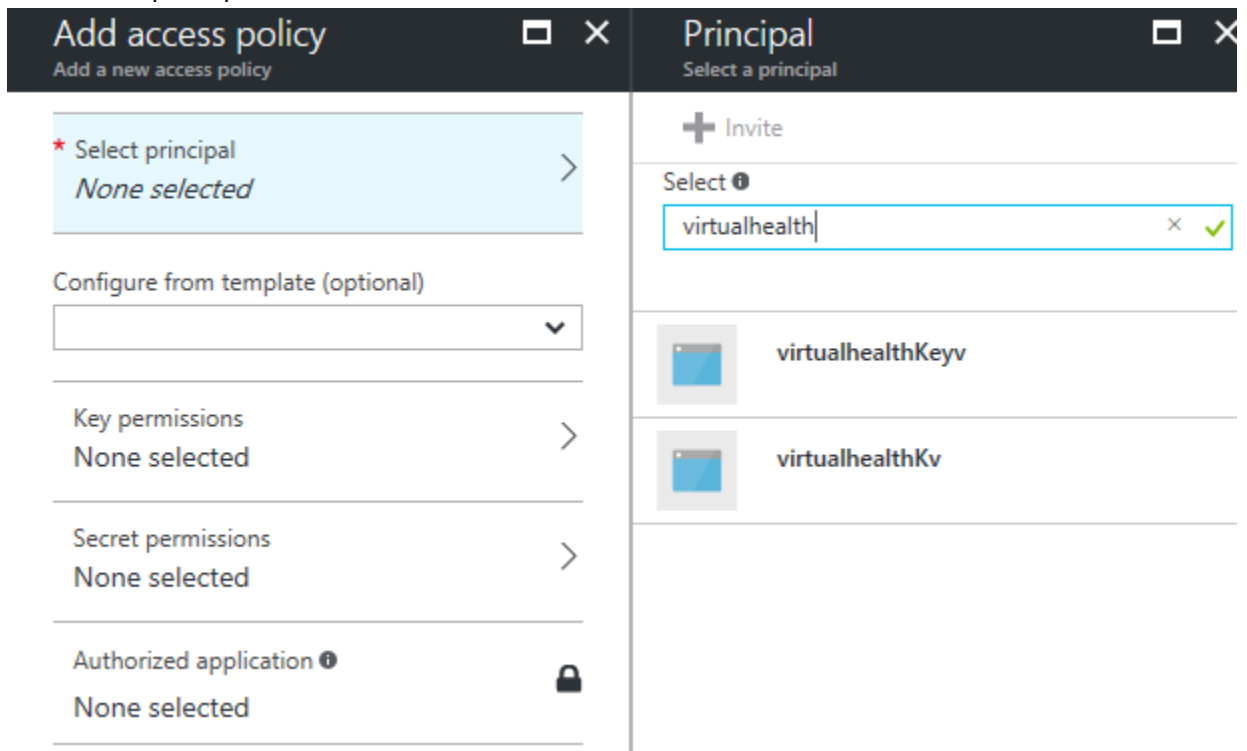 Add access policy
Add a new access policy
* Select principal
None selected
Configure from template (optional)
Key permissions
None selected
Secret permissions
None selected
Authorized application
None selected
Principal
Select a principal
Invite
Select
virtualhealth
virtualhealthKeyv
virtualhealthKv